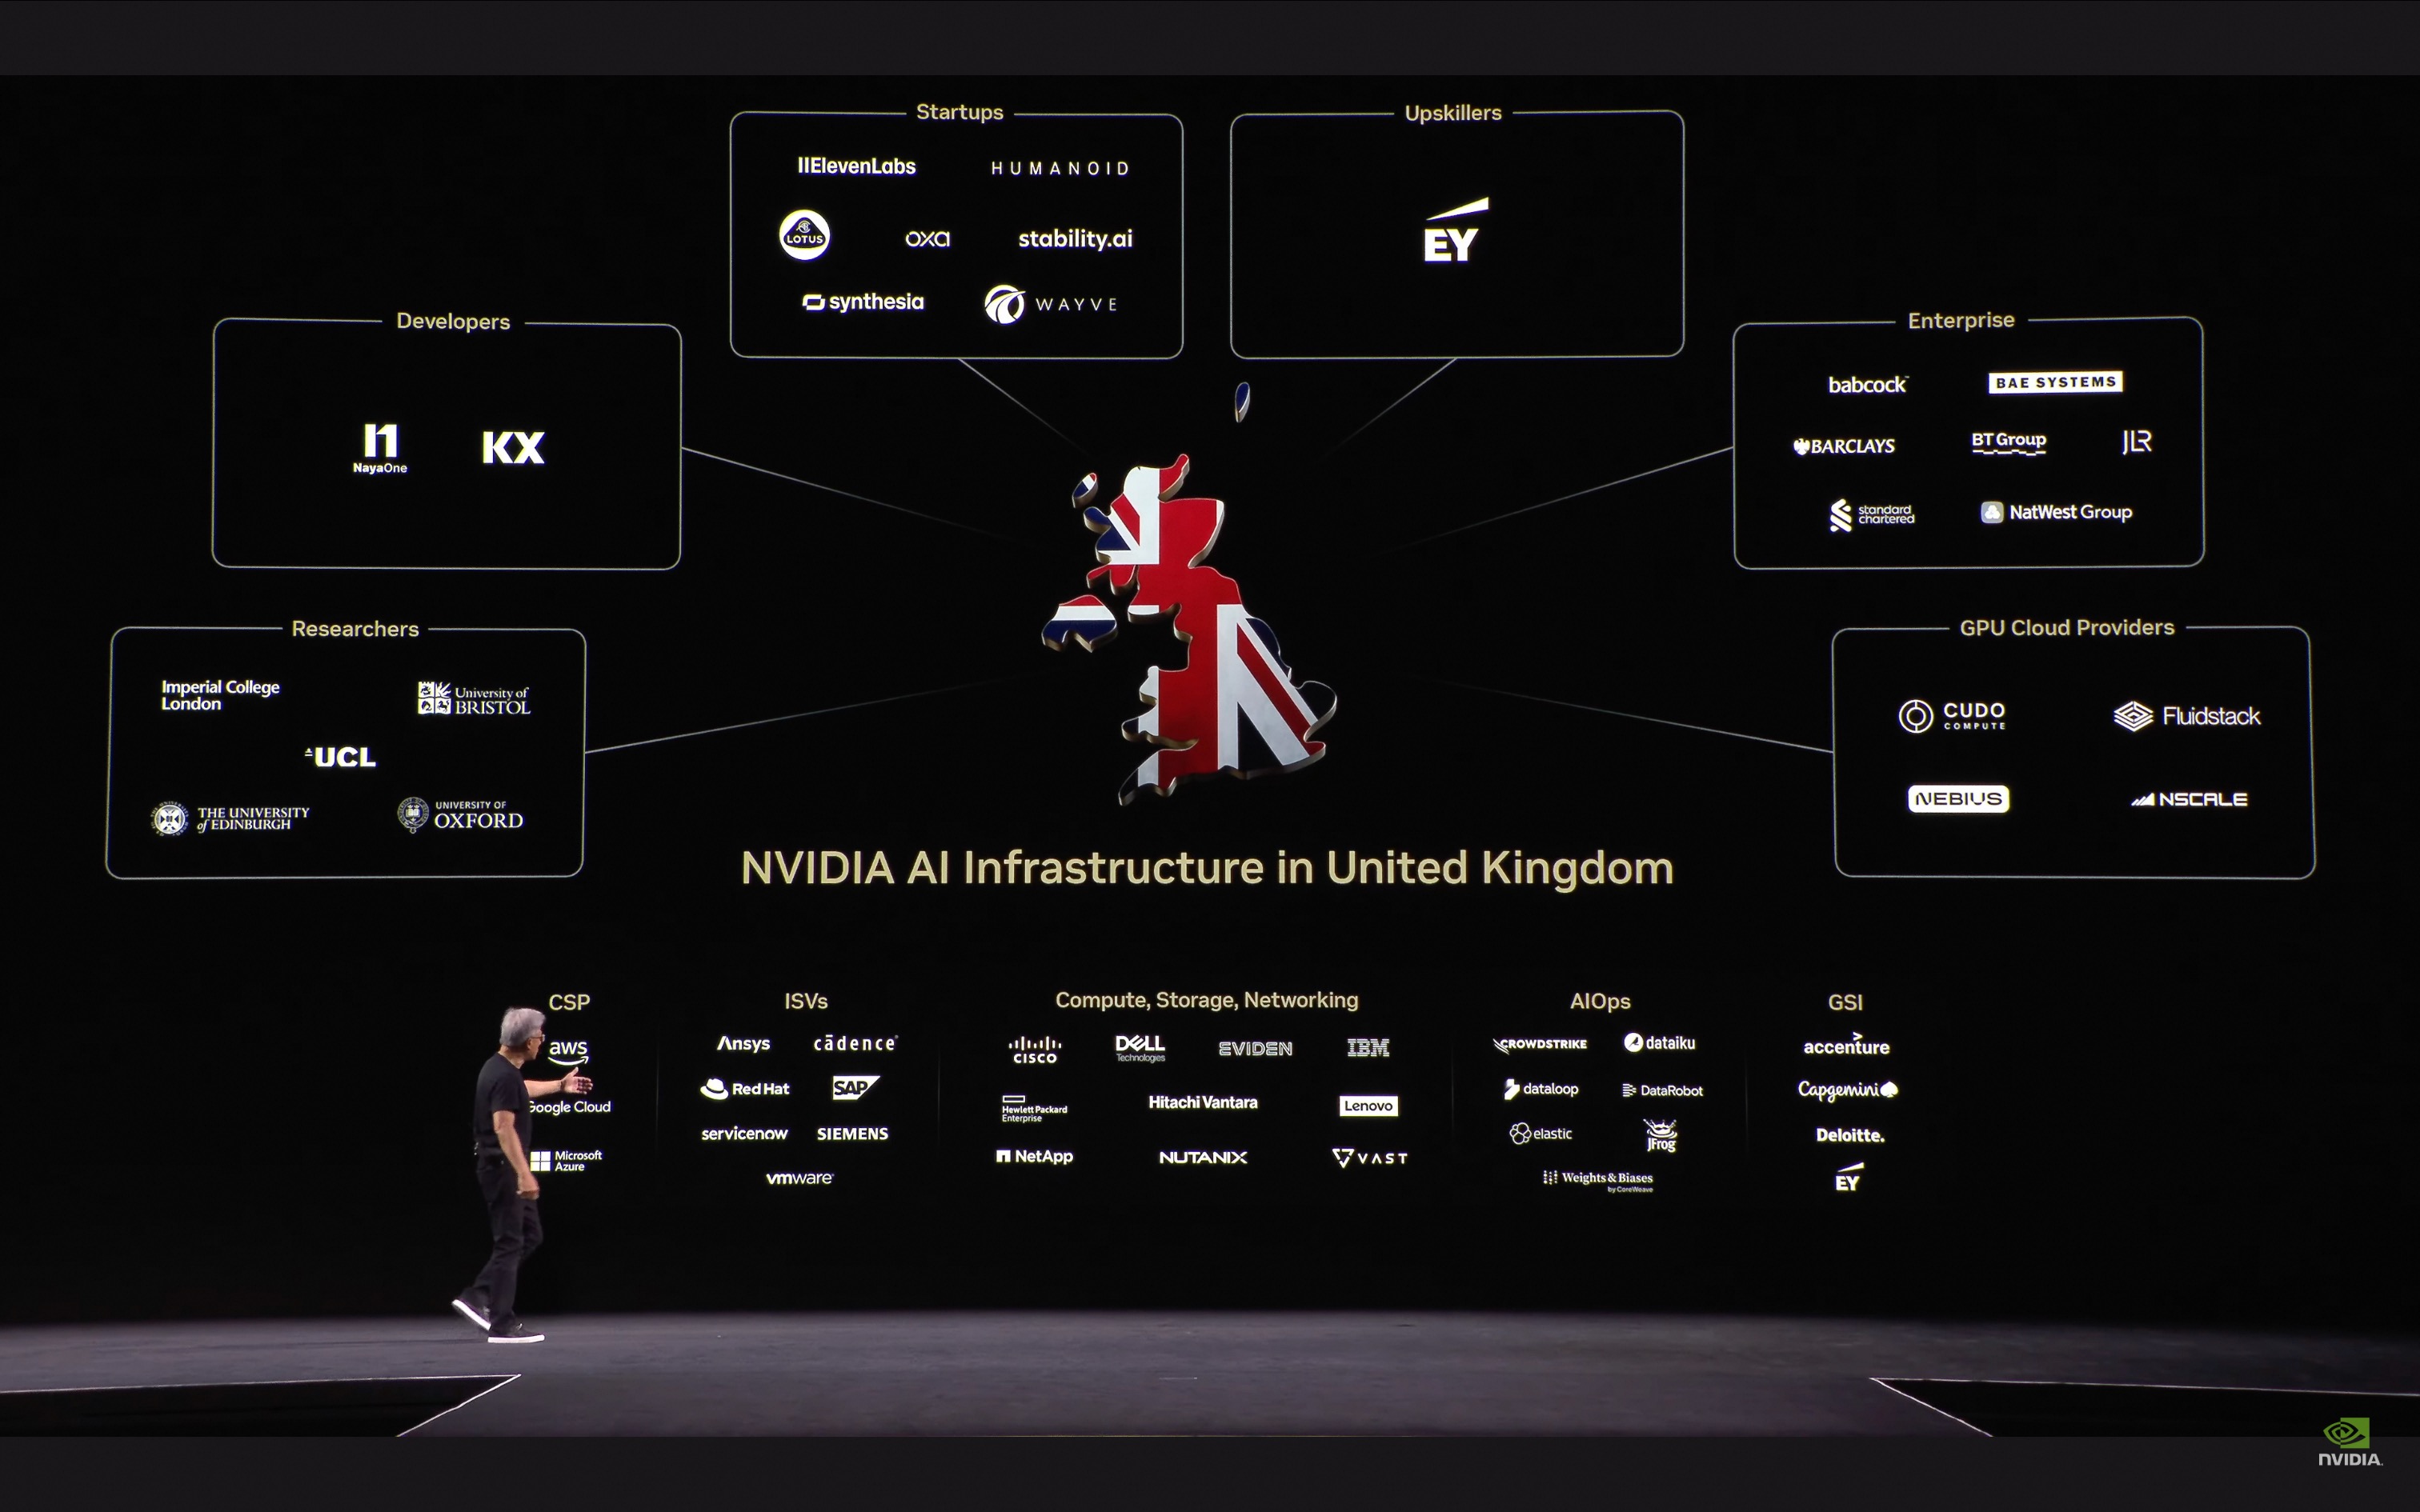 Startups
IIElevenLabs
HUMANOID
LOTUS
oxa
stability.ai
synthesia
WAYVE
Upskillers
EY
Developers
NayaOne
KX
Enterprise
babcock™
BAE SYSTEMS
BARCLAYS
BT Group
JLR
standard
chartered
NatWest Group
Researchers
Imperial College
London
University of
BRISTOL
UCL
THE UNIVERSITY
of EDINBURGH
UNIVERSITY OF
OXFORD
GPU Cloud Providers
CUDO
COMPUTE
Fluidstack
NEBIUS
NSCALE
NVIDIA AI Infrastructure in United Kingdom
CSP
aws
Google Cloud
Microsoft
Azure
ISVs
Ansys
cādence®
Red Hat
SAP
servicenow
SIEMENS
vmware®
Compute, Storage, Networking
CISCO
DELL
Technologies
EVIDEN
IBM
Hewlett Packard
Enterprise
Hitachi Vantara
Lenovo
NetApp
NUTANIX
VAST
AIOps
CROWDSTRIKE
dataiku
dataloop
DataRobot
elastic
JFrog
Weights & Biases
by CoreWeave
GSI
accenture
Capgemini
Deloitte.
EY
NVIDIA.